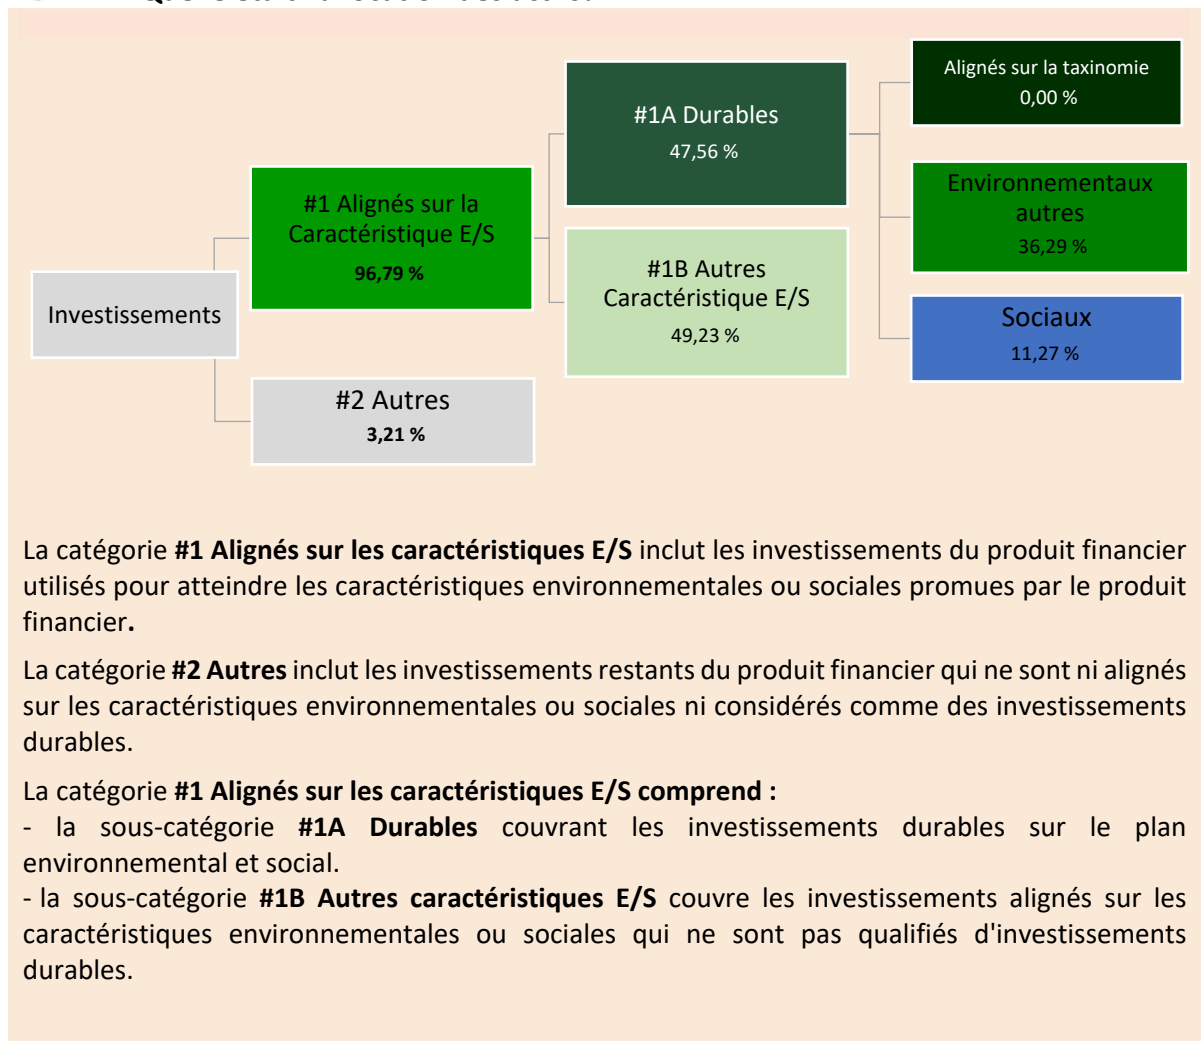 Investissements
#1 Alignés sur la
Caractéristique E/S
96,79 %
#2 Autres
3,21 %
#1A Durables
47,56 %
#1B Autres
Caractéristique E/S
49,23 %
Alignés sur la taxinomie
0,00 %
Environnementaux
autres
36,29 %
Sociaux
11,27 %
La catégorie #1 Alignés sur les caractéristiques E/S inclut les investissements du produit financier
utilisés pour atteindre les caractéristiques environnementales ou sociales promues par le produit
financier.
La catégorie #2 Autres inclut les investissements restants du produit financier qui ne sont ni alignés
sur les caractéristiques environnementales ou sociales ni considérés comme des investissements
durables.
La catégorie #1 Alignés sur les caractéristiques E/S comprend :
- la sous-catégorie #1A Durables couvrant les investissements durables sur le plan
environnemental et social.
- la sous-catégorie #1B Autres caractéristiques E/S couvre les investissements alignés sur les
caractéristiques environnementales ou sociales qui ne sont pas qualifiés d'investissements
durables.